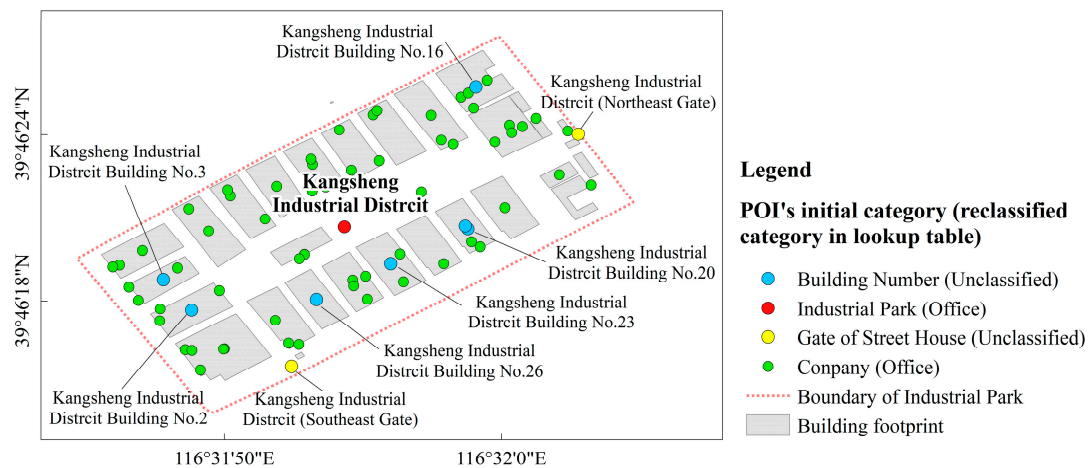 Kangsheng Industrial
Distrcit Building No.16
Kangsheng Industrial
Distrcit (Northeast Gate)
Kangsheng Industrial
Distrcit Building No.3
Kangsheng
Industrial Distrcit
Kangsheng Industrial
Distrcit Building No.20
Kangsheng Industrial
Distrcit Building No.23
Kangsheng Industrial
Distrcit Building No.26
Kangsheng Industrial
Distrcit Building No.2
Kangsheng Industrial
Distrcit (Southeast Gate)
39°46'24"N
39°46'18"N
116°31'50"E
116°32'0"E
Legend
POI's initial category (reclassified
category in lookup table)
Building Number (Unclassified)
Industrial Park (Office)
Gate of Street House (Unclassified)
Conpany (Office)
Boundary of Industrial Park
Building footprint